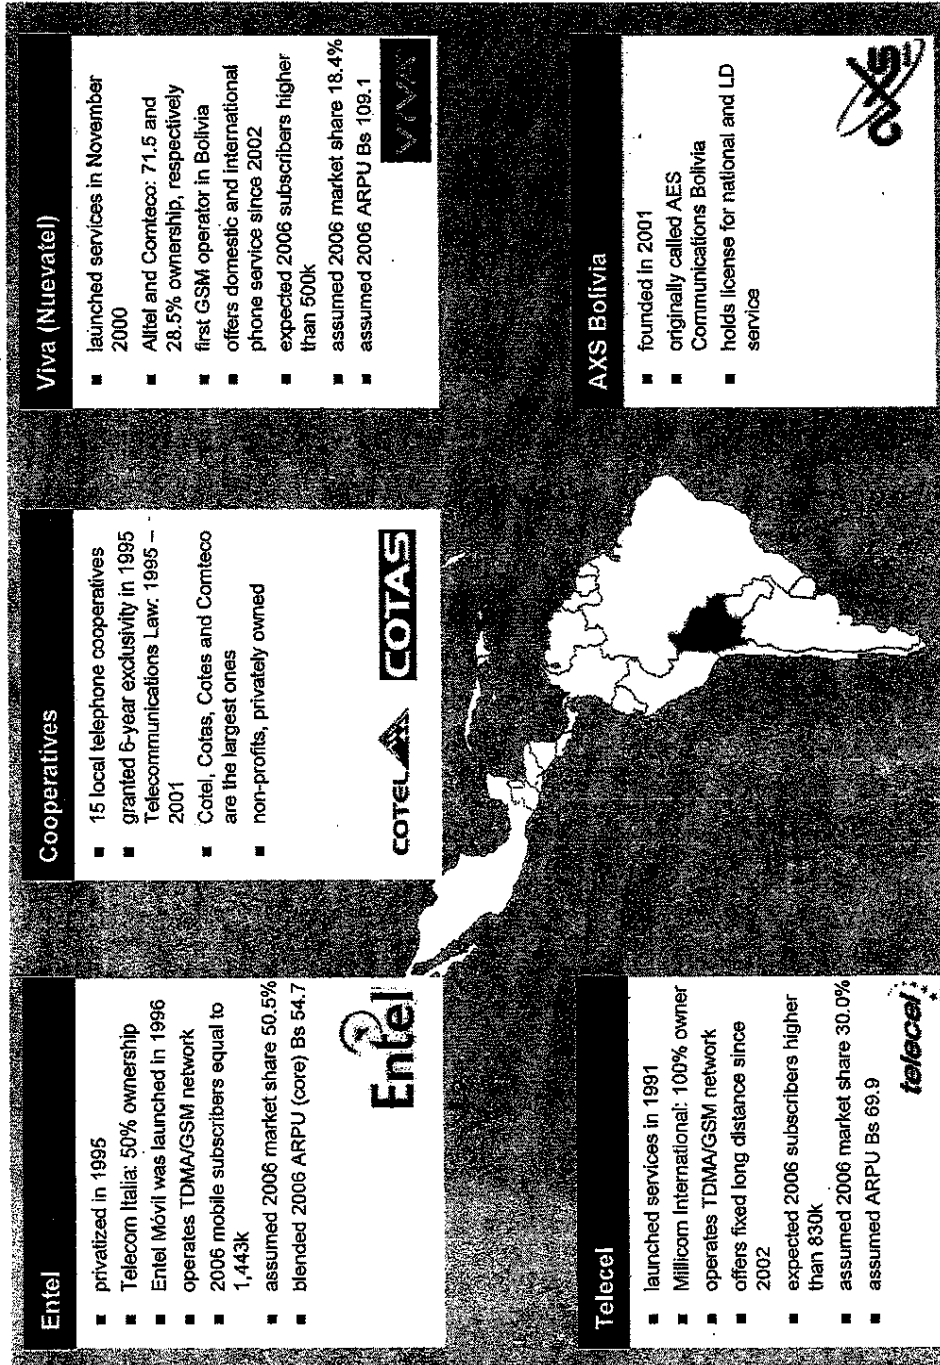 Entel
privatized in 1995
Telecom Italia: 50% ownership
Entel Móvil was launched in 1996
operates TDMA/GSM network
2006 mobile subscribers equal to
1,443k
assumed 2006 market share 50.5%
blended 2006 ARPU (core) Bs 54.7
Entel
Cooperatives
15 local telephone cooperatives
granted 6-year exclusivity in 1995
Telecommunications Law: 1995 –
2001
Cotel, Cotas, Cotes and Comteco
are the largest ones
non-profits, privately owned
COTEL
COTAS
Viva (Nuevatel)
launched services in November
2000
Alltel and Comteco: 71.5 and
28.5% ownership, respectively
first GSM operator in Bolivia
offers domestic and international
phone service since 2002
expected 2006 subscribers higher
than 500k
assumed 2006 market share 18.4%
assumed 2006 ARPU Bs 109.1
VIVA
Telecel
launched services in 1991
Millicom International: 100% owner
operates TDMA/GSM network
offers fixed long distance since
2002
expected 2006 subscribers higher
than 830k
assumed 2006 market share 30.0%
assumed ARPU Bs 69.9
telecel
AXS Bolivia
founded in 2001
originally called AES
Communications Bolivia
holds license for national and LD
service
axs